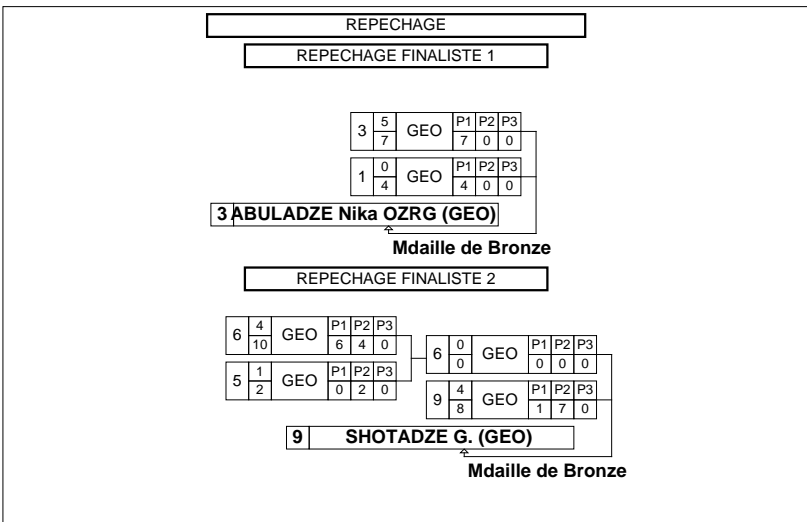 REPECHAGE
REPECHAGE FINALISTE 1
3 5 GEO P1 P2 P3
7 7 0 0
1 0 GEO P1 P2 P3
4 4 0 0
3 ABULADZE Nika OZRG (GEO)
Mdaille de Bronze
REPECHAGE FINALISTE 2
6 4 GEO P1 P2 P3
10 6 4 0
5 1 GEO P1 P2 P3
2 0 2 0
6 0 GEO P1 P2 P3
0 0 0 0
9 4 GEO P1 P2 P3
8 1 7 0
9 SHOTADZE G. (GEO)
Mdaille de Bronze